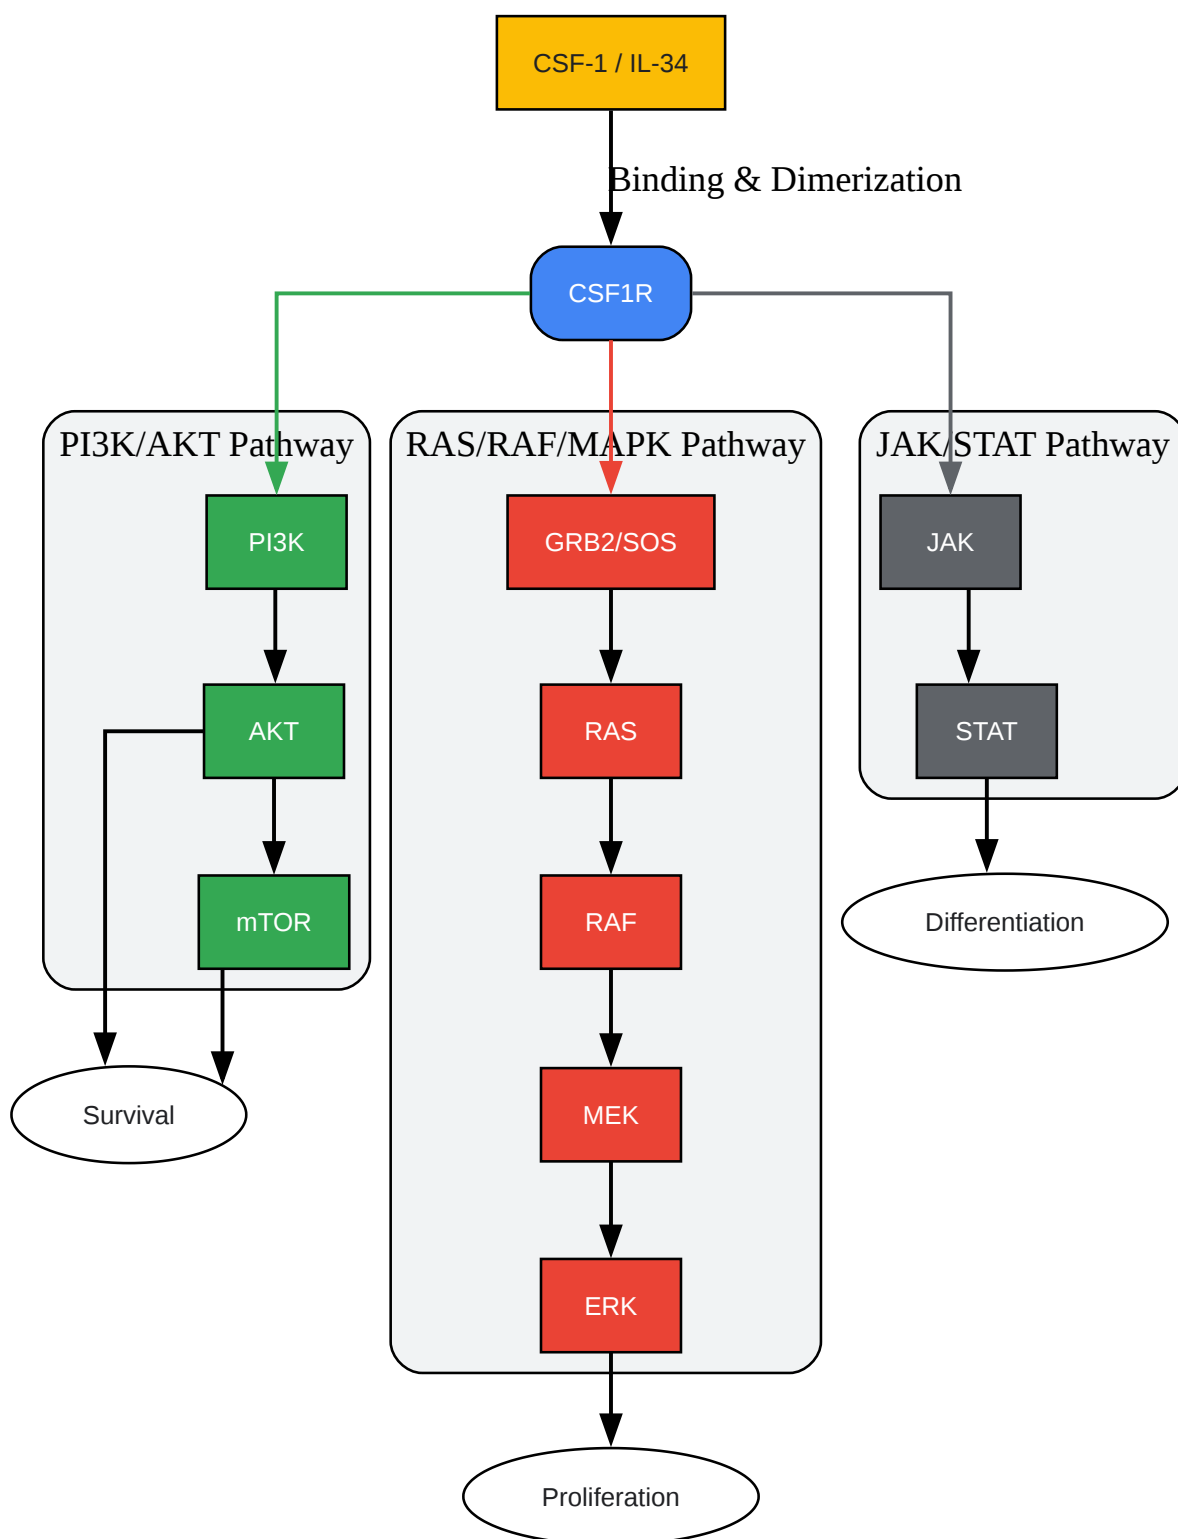 CSF-1 / IL-34
Binding & Dimerization
CSF1R
PI3K/AKT Pathway
RAS/RAF/MAPK Pathway
JAK/STAT Pathway
PI3K
GRB2/SOS
JAK
AKT
RAS
STAT
mTOR
RAF
Differentiation
Survival
MEK
ERK
Proliferation